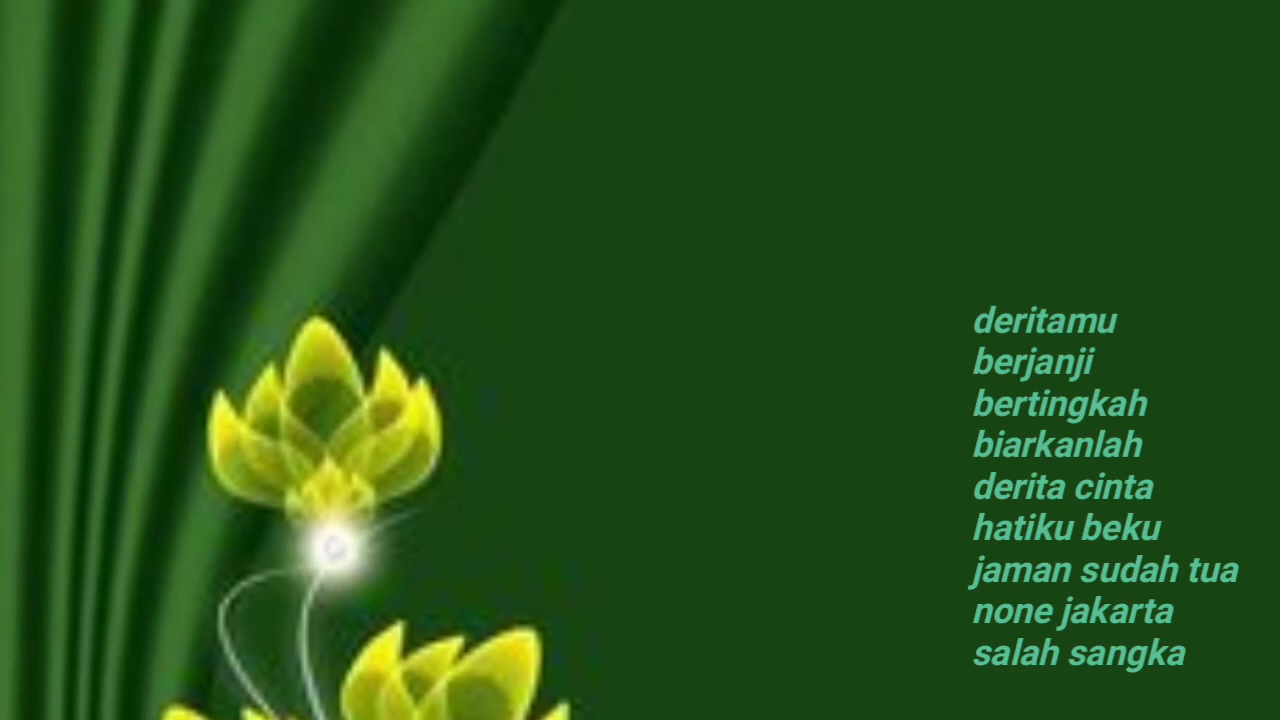 deritamu
berjanji
bertingkah
biarkanlah
derita cinta
hatiku beku
jaman sudah tua
none jakarta
salah sangka